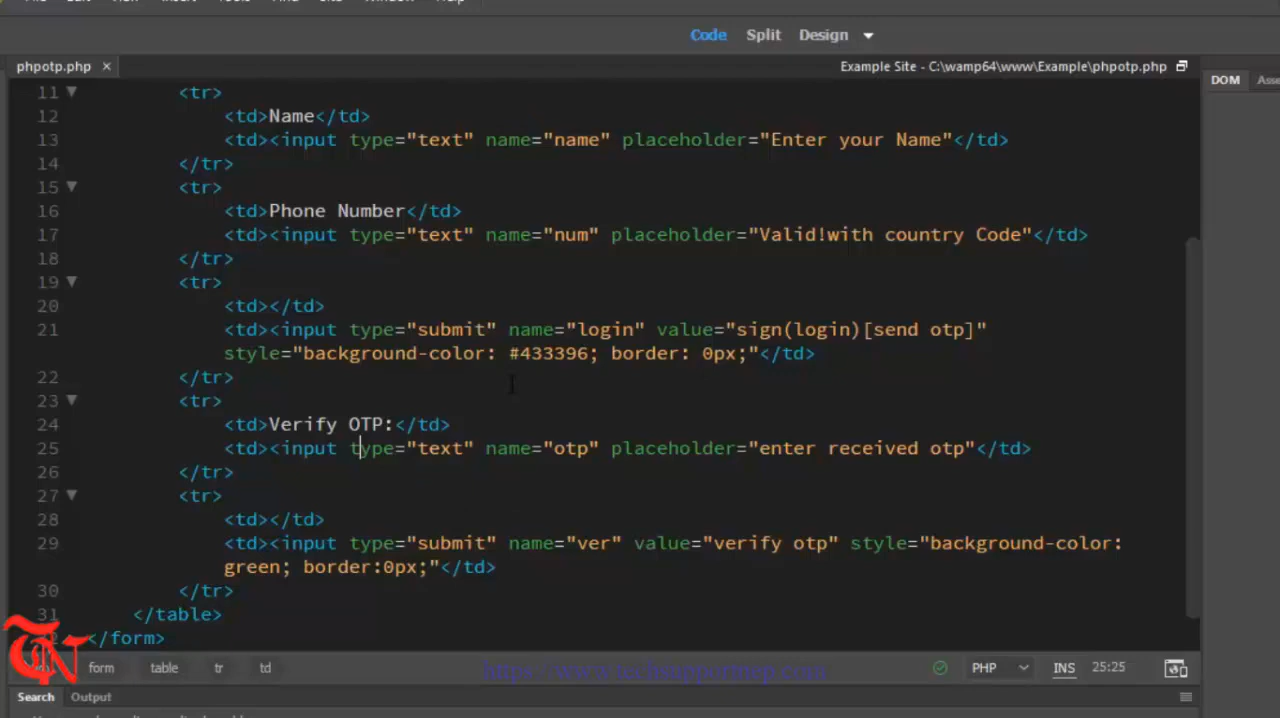 Code Split Design
phpotp.php × Example Site - C:\wamp64\www\Example\phpotp.php
DOM Asse
11 <tr>
12 <td>Name</td>
13 <td><input type="text" name="name" placeholder="Enter your Name"</td>
14 </tr>
15 <tr>
16 <td>Phone Number</td>
17 <td><input type="text" name="num" placeholder="Valid!with country Code"</td>
18 </tr>
19 <tr>
20 <td></td>
21 <td><input type="submit" name="login" value="sign(login)[send otp]"
style="background-color: #433396; border: 0px;"</td>
22 </tr>
23 <tr>
24 <td>Verify OTP:</td>
25 <td><input type="text" name="otp" placeholder="enter received otp"</td>
26 </tr>
27 <tr>
28 <td></td>
29 <td><input type="submit" name="ver" value="verify otp" style="background-color:
green; border:0px;"</td>
30 </tr>
31 </table>
2 </form>
form table tr td https://www.techsupportnep.com PHP INS 25:25
Search Output